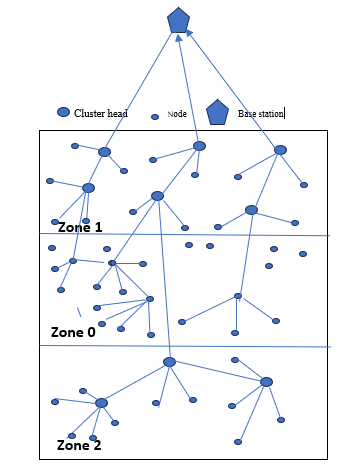 Cluster head Node Base station
Zone 1
Zone 0
Zone 2